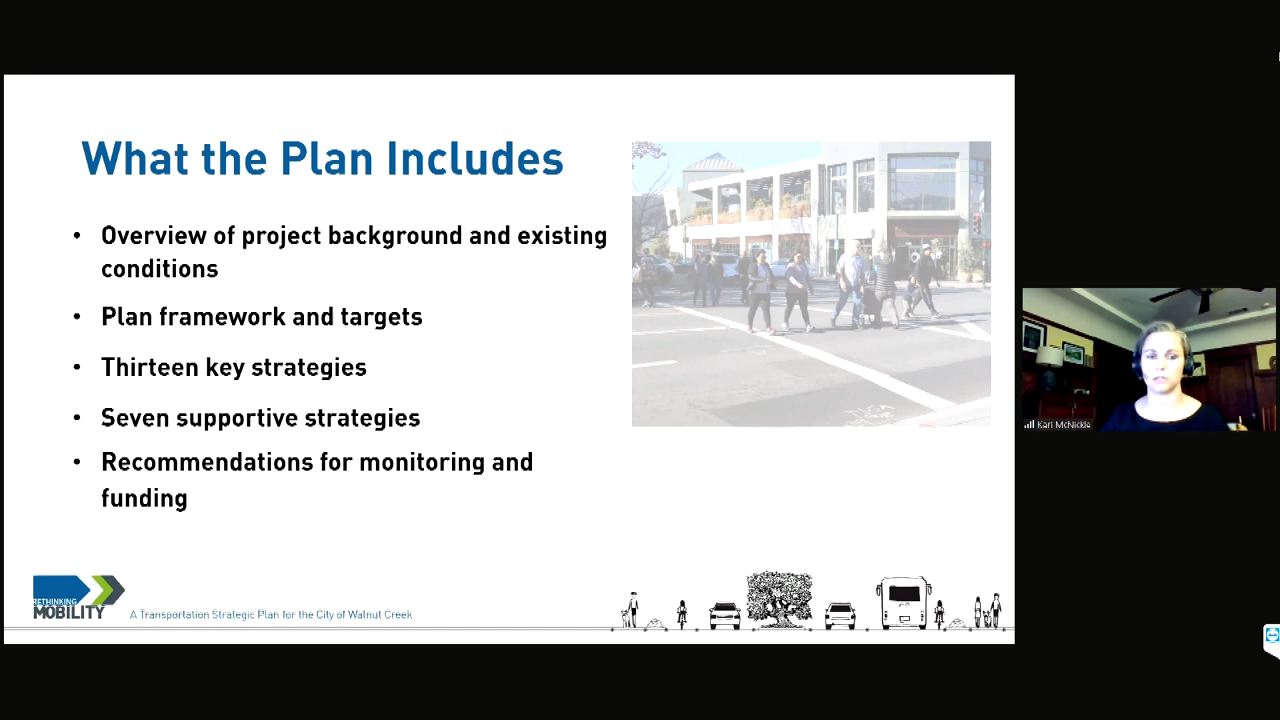 What the Plan Includes
• Overview of project background and existing
conditions
• Plan framework and targets
• Thirteen key strategies
• Seven supportive strategies
• Recommendations for monitoring and
funding
RETHINKING
MOBILITY
A Transportation Strategic Plan for the City of Walnut Creek
Kari McNickle